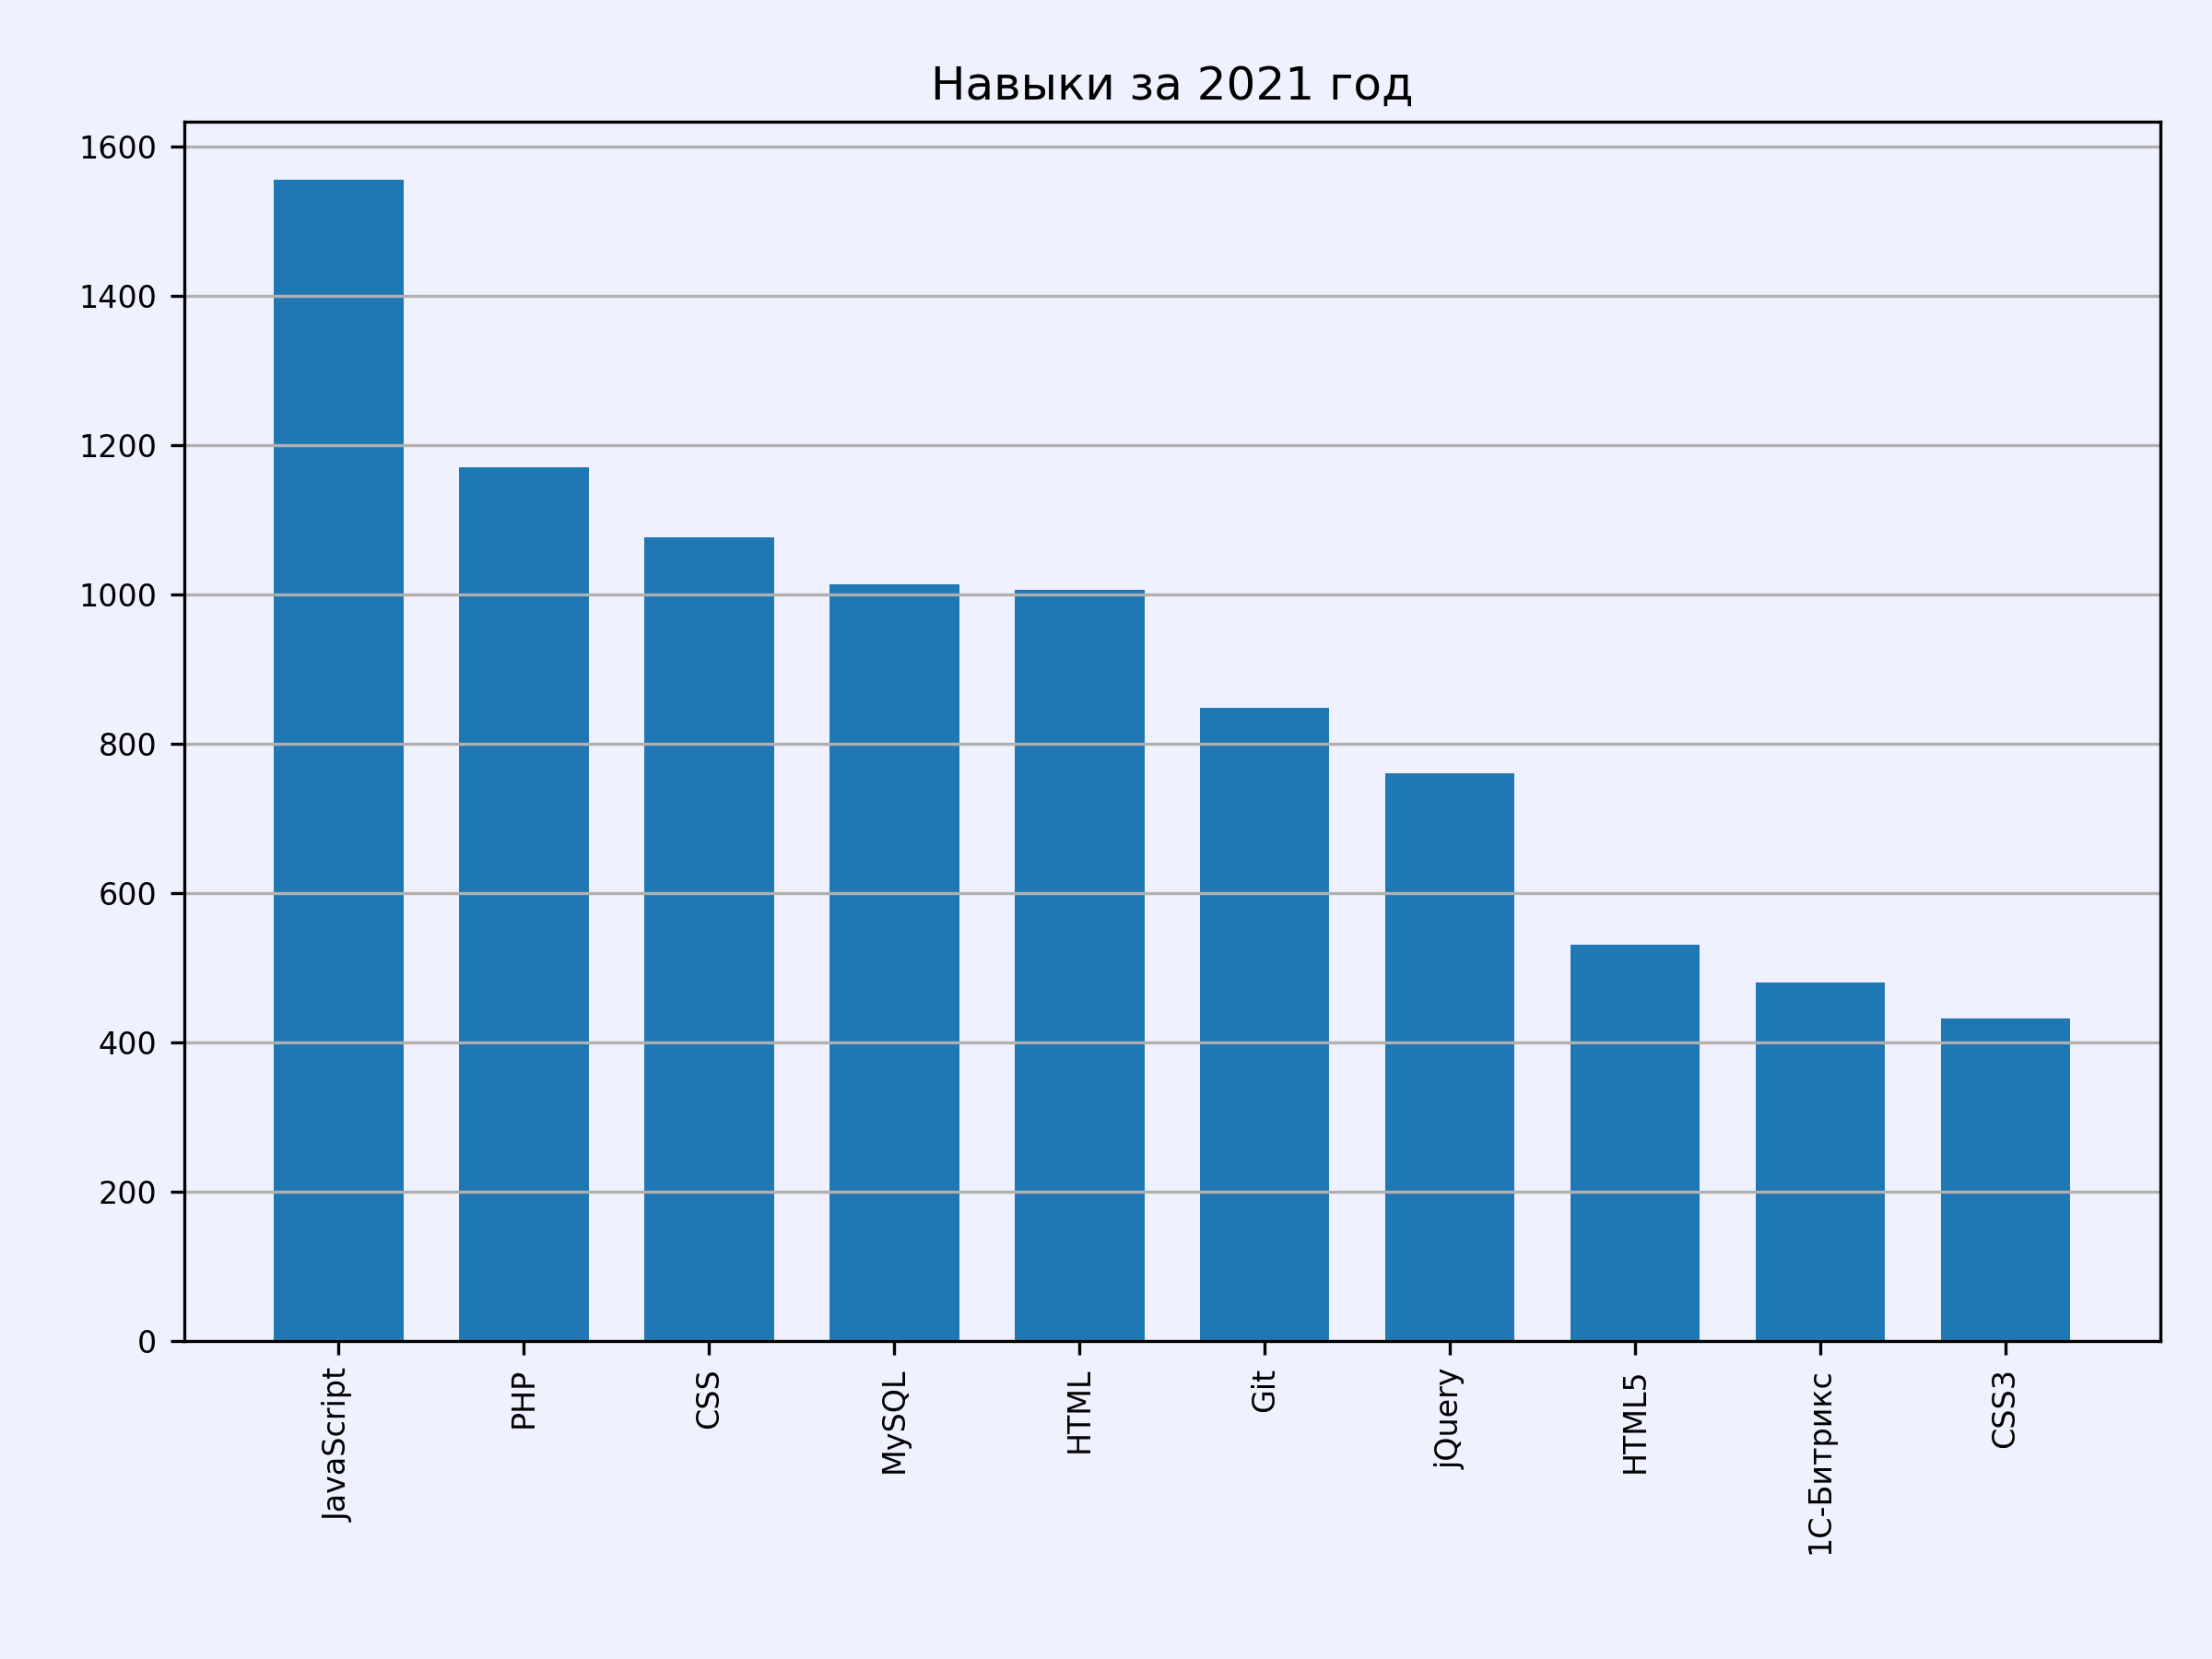 Навыки за 2021 год
1600
1400
1200
1000
800
600
400
200
0
JavaScript
PHP
CSS
MySQL
HTML
Git
jQuery
HTML5
1С-Битрикс
CSS3